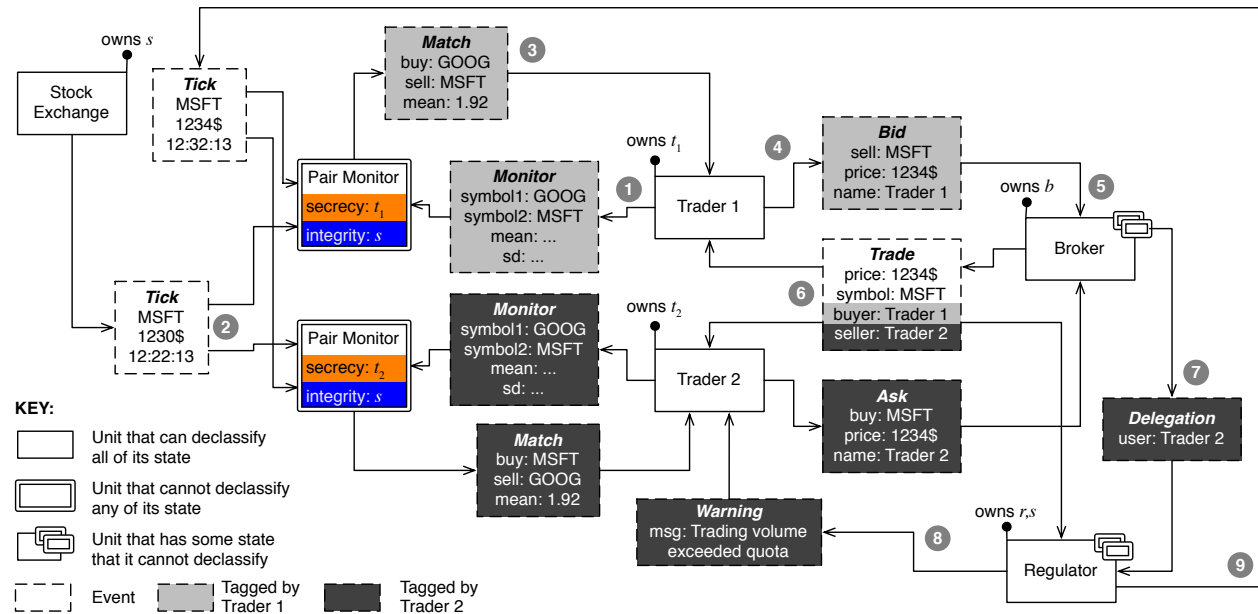 owns s
Stock
Exchange
Tick
MSFT
1234$
12:32:13
Match
buy: GOOG
sell: MSFT
mean: 1.92
3
Pair Monitor
secrecy: t1
integrity: s
Monitor
symbol1: GOOG
symbol2: MSFT
mean: ...
sd: ...
1
owns t1
Trader 1
4
Bid
sell: MSFT
price: 1234$
name: Trader 1
5
owns b
Broker
Tick
MSFT
1230$
12:22:13
2
Pair Monitor
secrecy: t2
integrity: s
Monitor
symbol1: GOOG
symbol2: MSFT
mean: ...
sd: ...
owns t2
Trader 2
6
Trade
price: 1234$
symbol: MSFT
buyer: Trader 1
seller: Trader 2
7
Delegation
user: Trader 2
Ask
buy: MSFT
price: 1234$
name: Trader 2
Match
buy: MSFT
sell: GOOG
mean: 1.92
Warning
msg: Trading volume
exceeded quota
8
owns r,s
Regulator
9
KEY:
Unit that can declassify
all of its state
Unit that cannot declassify
any of its state
Unit that has some state
that it cannot declassify
Event
Tagged by
Trader 1
Tagged by
Trader 2